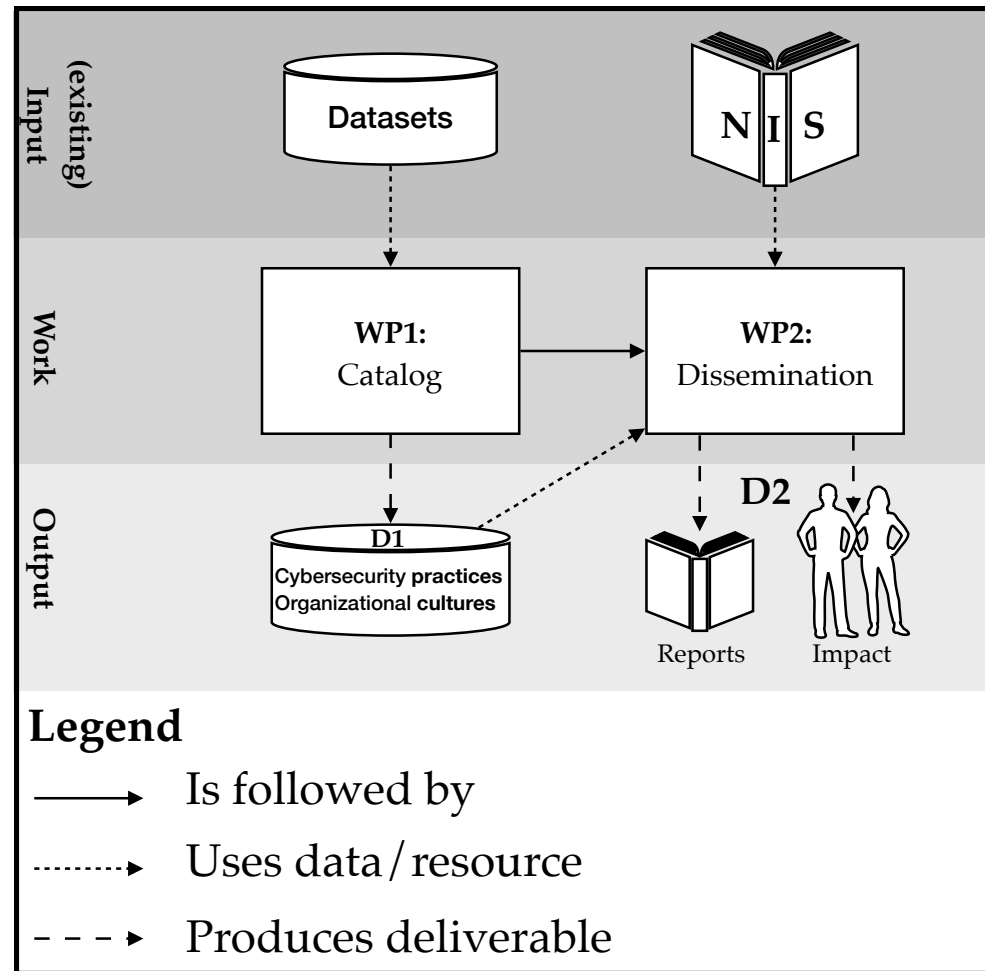 Input
(existing)
Datasets
N I S
Work
WP1:
Catalog
WP2:
Dissemination
Output
D1
Cybersecurity practices
Organizational cultures
D2
Reports
Impact
Legend
Is followed by
Uses data/resource
Produces deliverable